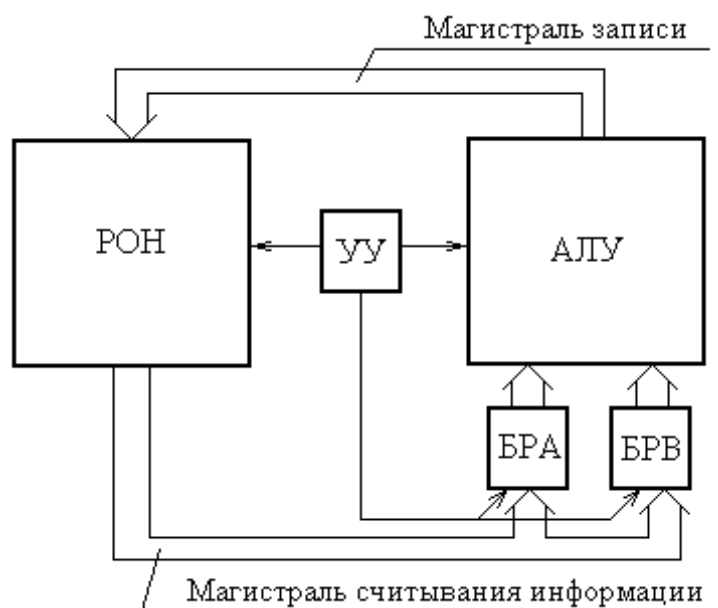 Магистраль записи
РОН
УУ
АЛУ
БРА
БРВ
Магистраль считывания информации